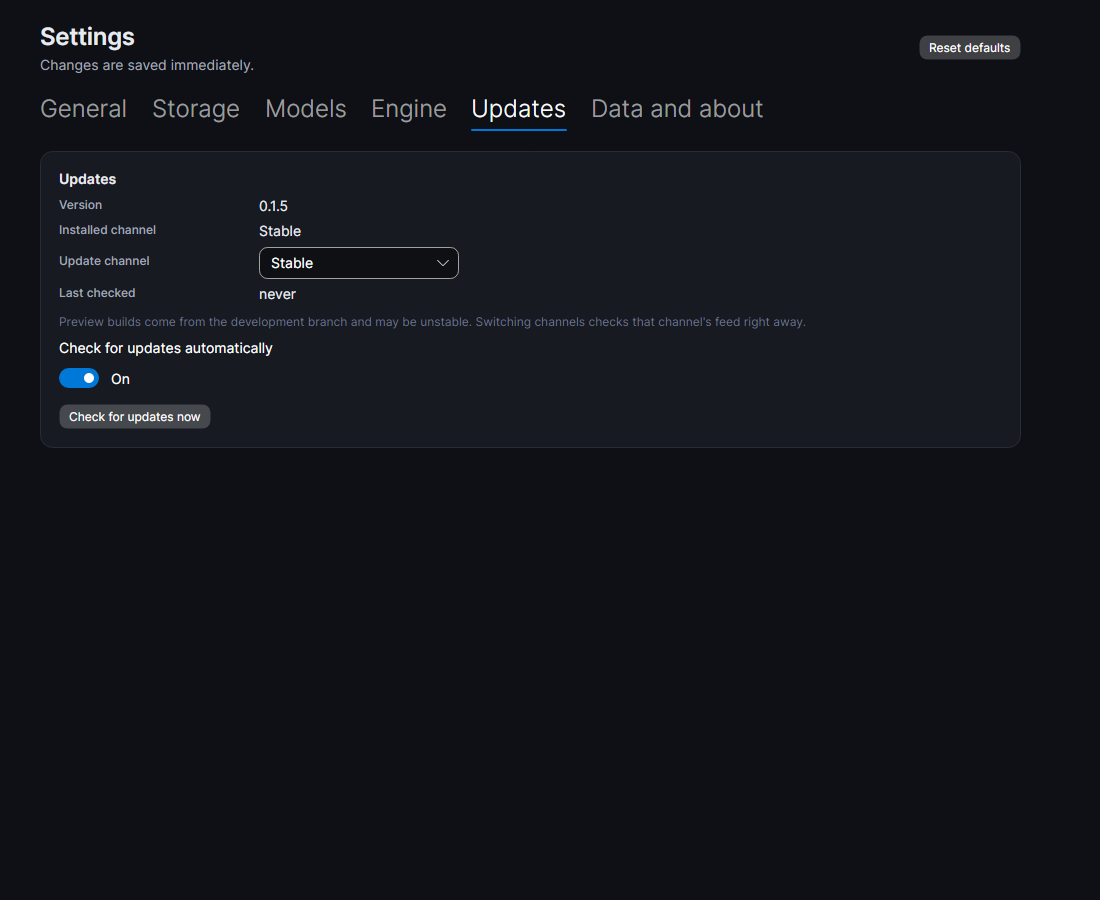 Settings
Changes are saved immediately.
Reset defaults
General Storage Models Engine Updates Data and about
Updates
Version 0.1.5
Installed channel Stable
Update channel Stable
Last checked never
Preview builds come from the development branch and may be unstable. Switching channels checks that channel's feed right away.
Check for updates automatically
On
Check for updates now